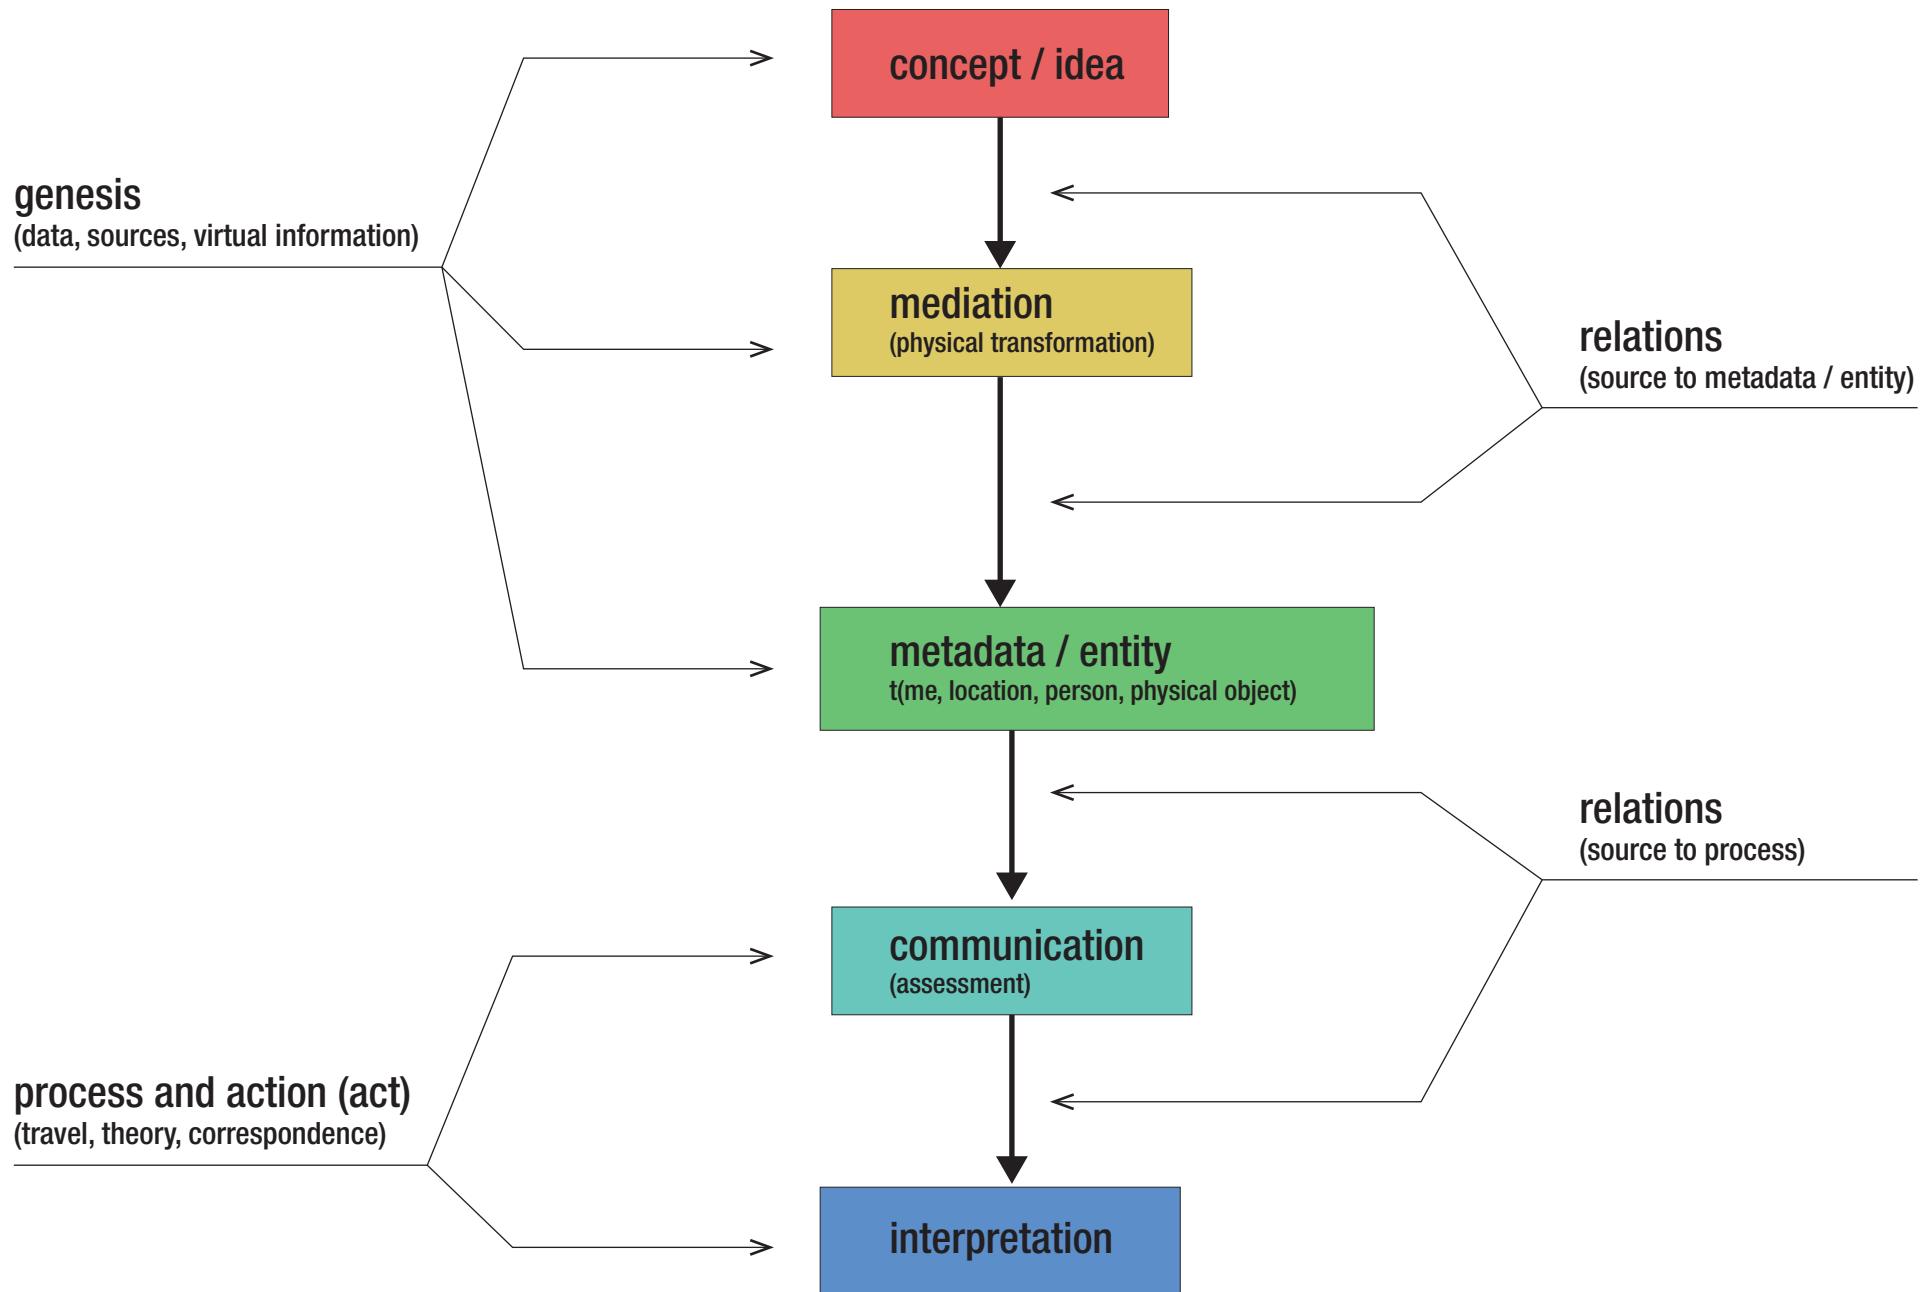 concept / idea
genesis
(data, sources, virtual information)
mediation
(physical transformation)
relations
(source to metadata / entity)
metadata / entity
t(me, location, person, physical object)
relations
(source to process)
communication
(assessment)
process and action (act)
(travel, theory, correspondence)
interpretation